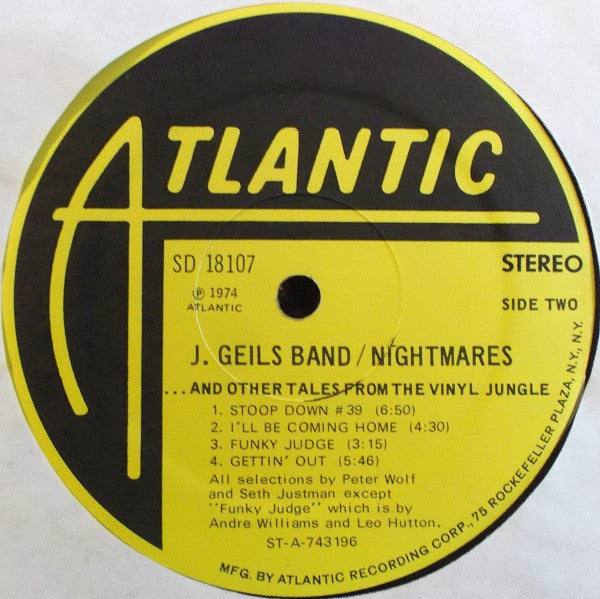 ATLANTIC
SD 18107
STEREO
℗ 1974
ATLANTIC
SIDE TWO
J. GEILS BAND/NIGHTMARES
...AND OTHER TALES FROM THE VINYL JUNGLE
1. STOOP DOWN #39 (6:50)
2. I'LL BE COMING HOME (4:30)
3. FUNKY JUDGE (3:15)
4. GETTIN' OUT (5:46)
All selections by Peter Wolf
and Seth Justman except
"Funky Judge" which is by
Andre Williams and Leo Hutton.
ST-A-743196
MFG. BY ATLANTIC RECORDING CORP., 75 ROCKEFELLER PLAZA, N.Y., N.Y.